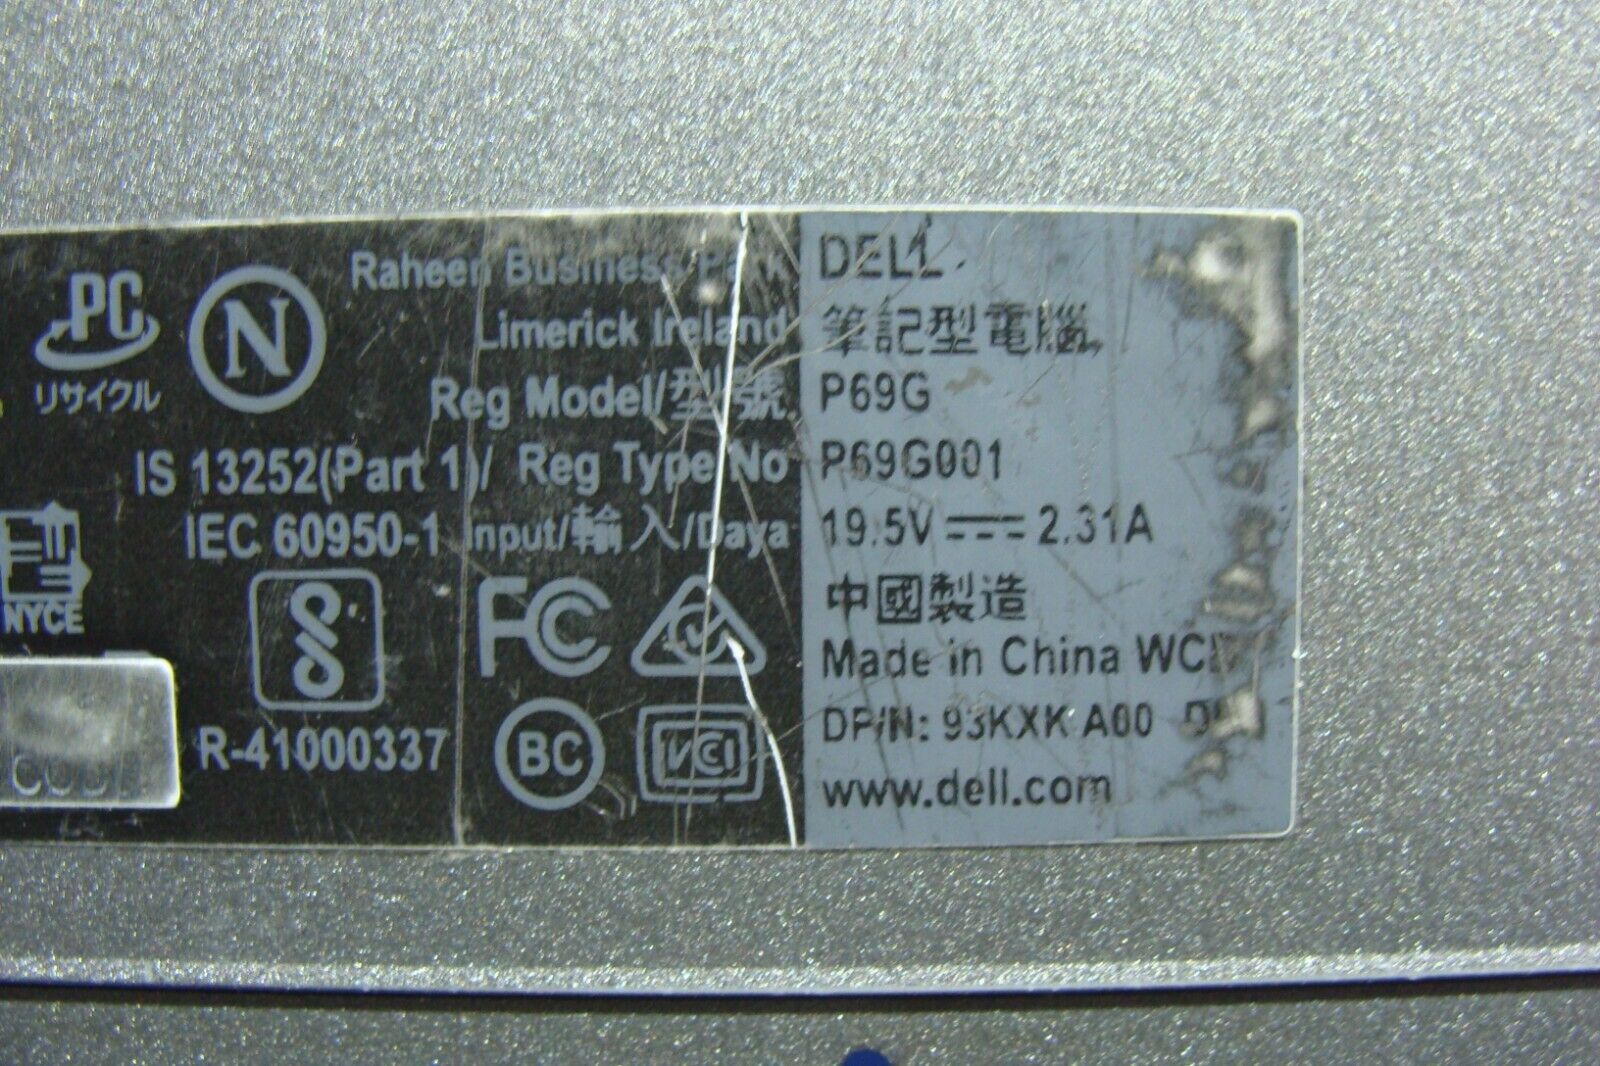 PC
リサイクル
N
Raheen Business Park
Limerick Ireland
Reg Model/型號
IS 13252(Part 1)/ Reg Type No
IEC 60950-1 Input/輸入/Daya
NYCE
FC
R-41000337
BC
VCI
DELL
筆記型電腦
P69G
P69G001
19.5V ⎓ 2.31A
中國製造
Made in China
DP/N: 93KXK A00
www.dell.com